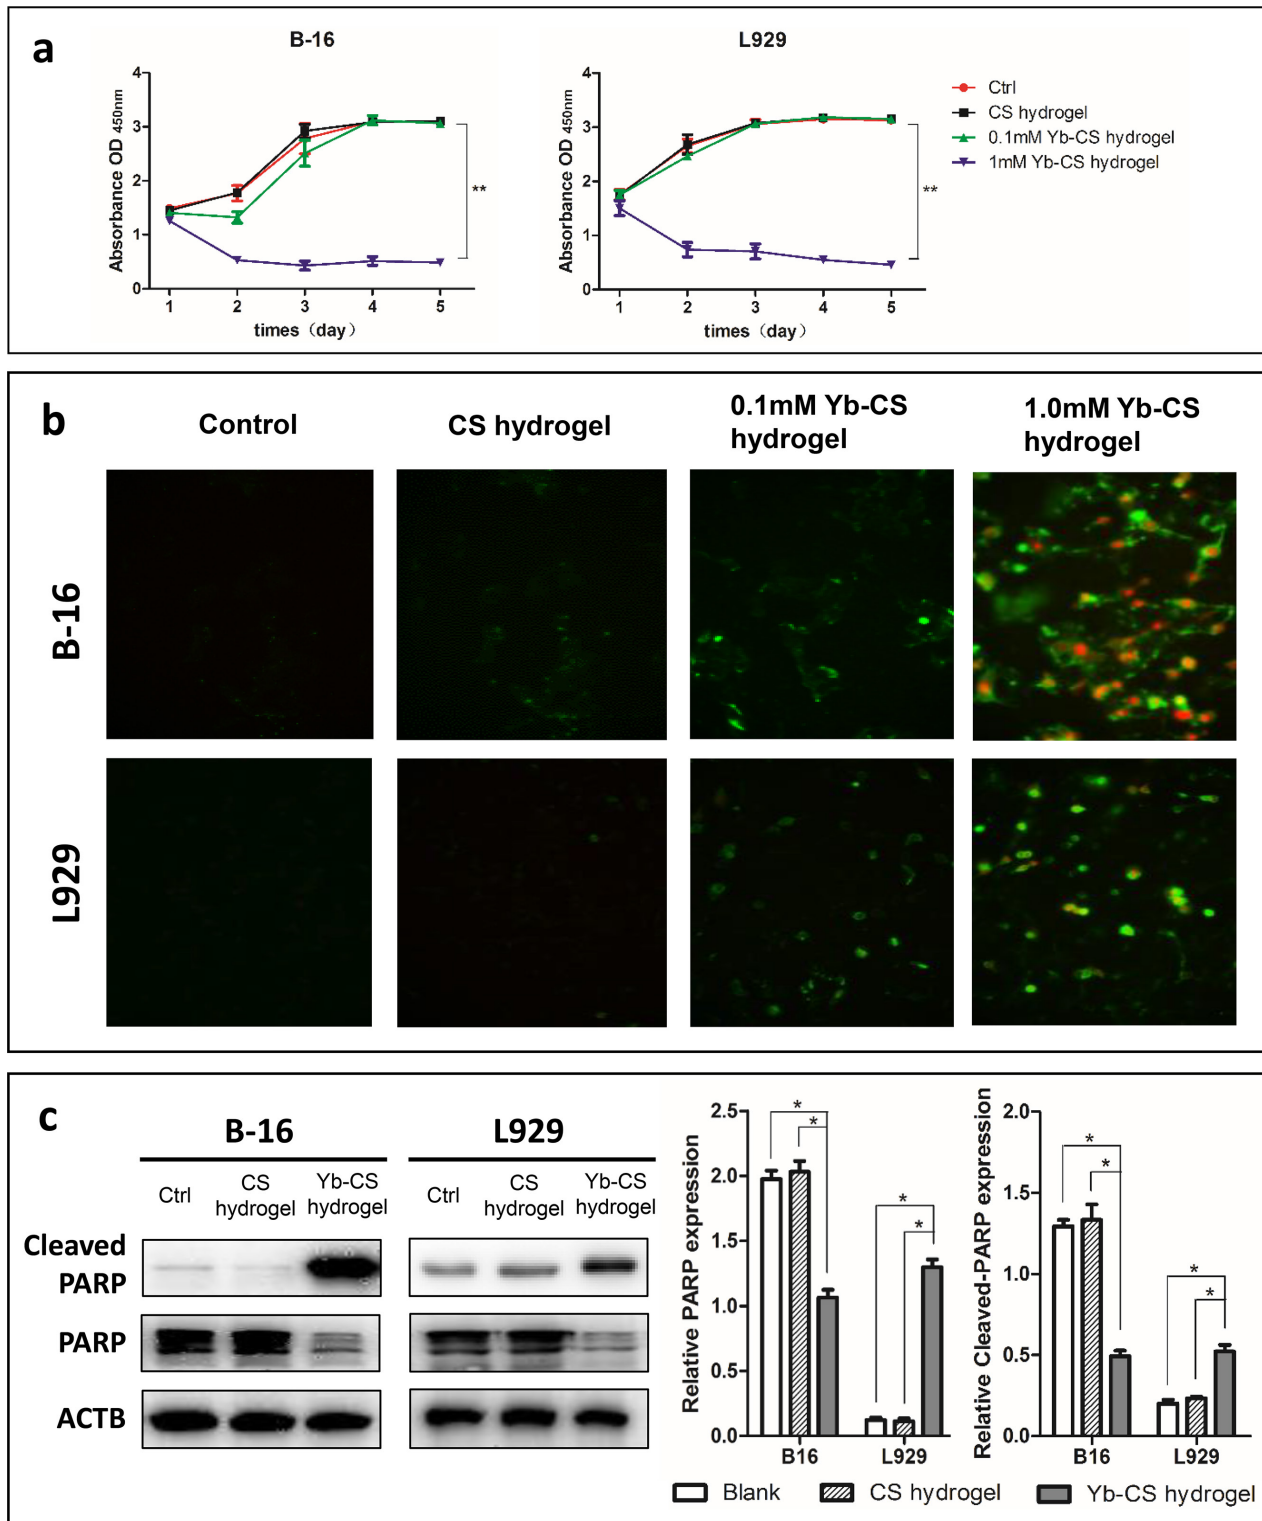 a
B-16
Absorbance OD 450nm
4
3
2
1
0
1 2 3 4 5
times（day）
**
L929
Absorbance OD 450nm
4
3
2
1
0
1 2 3 4 5
times（day）
**
Ctrl
CS hydrogel
0.1mM Yb-CS hydrogel
1mM Yb-CS hydrogel
b
Control
CS hydrogel
0.1mM Yb-CS
hydrogel
1.0mM Yb-CS
hydrogel
B-16
L929
c
B-16
L929
Ctrl
CS
hydrogel
Yb-CS
hydrogel
Ctrl
CS
hydrogel
Yb-CS
hydrogel
Cleaved
PARP
PARP
ACTB
Relative PARP expression
2.5
2.0
1.5
1.0
0.5
0.0
*
*
*
*
B16 L929
Relative Cleaved-PARP expression
2.0
1.5
1.0
0.5
0.0
*
*
*
*
B16 L929
Blank CS hydrogel Yb-CS hydrogel